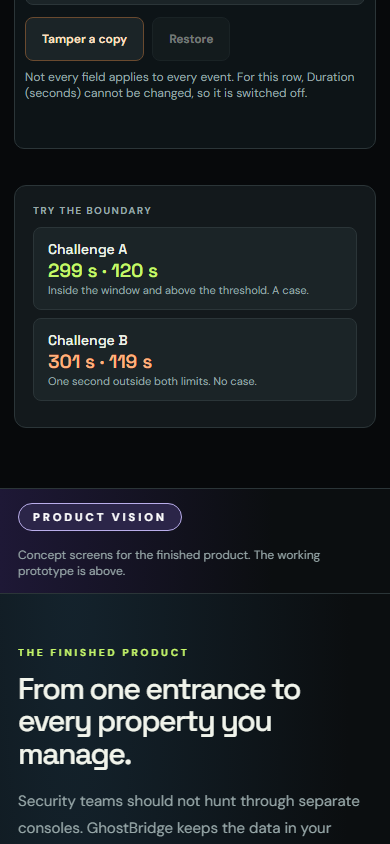 Tamper a copy
Restore
Not every field applies to every event. For this row, Duration
(seconds) cannot be changed, so it is switched off.
TRY THE BOUNDARY
Challenge A
299 s · 120 s
Inside the window and above the threshold. A case.
Challenge B
301 s · 119 s
One second outside both limits. No case.
PRODUCT VISION
Concept screens for the finished product. The working
prototype is above.
THE FINISHED PRODUCT
From one entrance to
every property you
manage.
Security teams should not hunt through separate
consoles. GhostBridge keeps the data in your